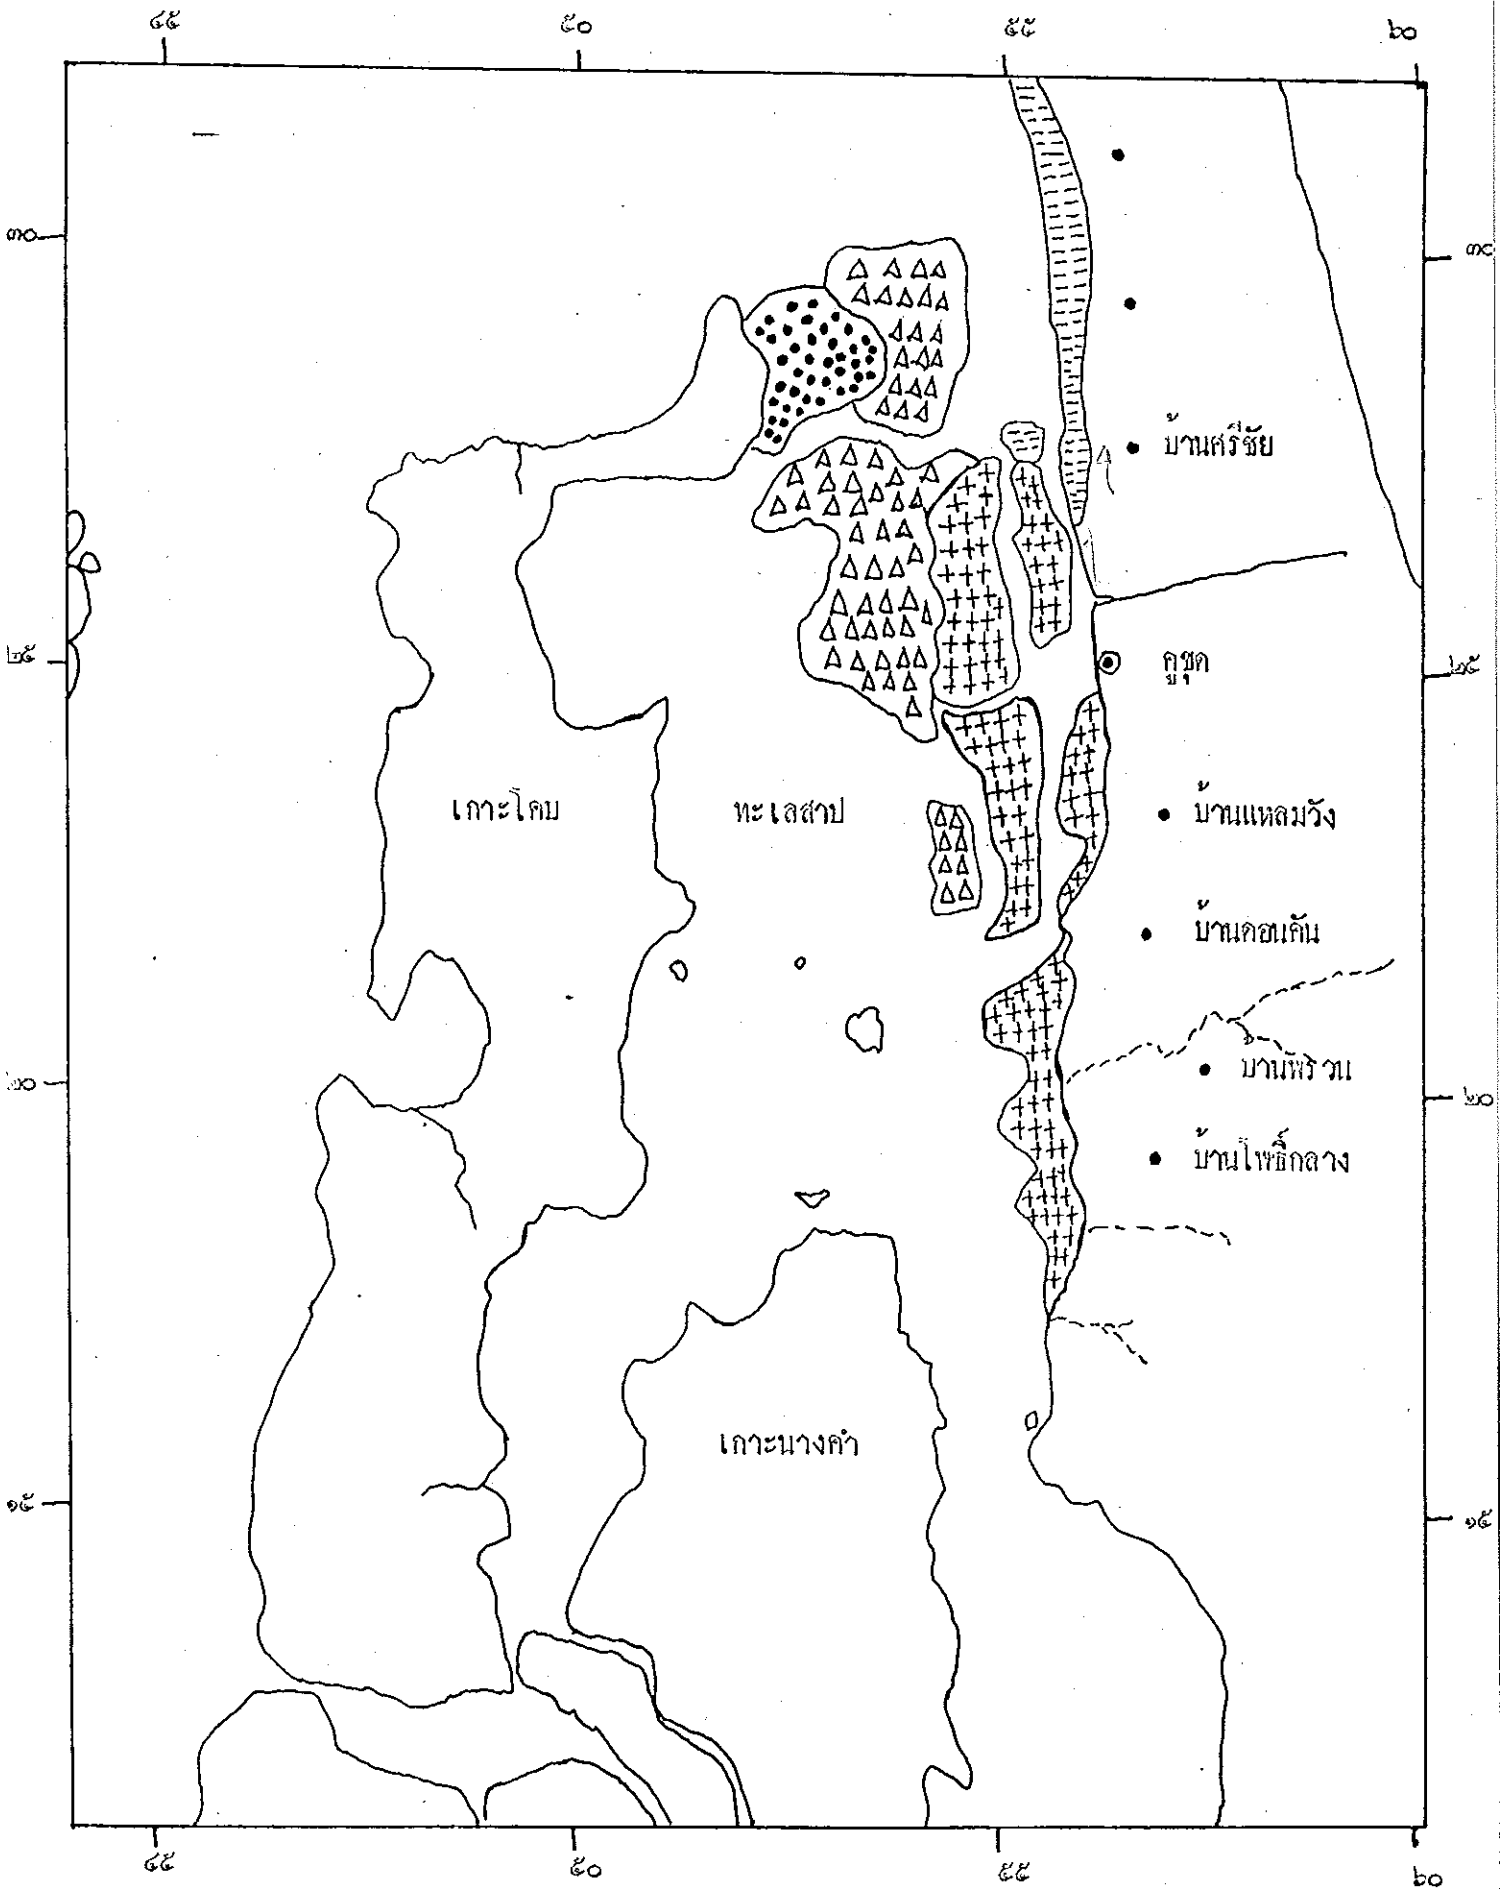 ๔๕ ๕๐ ๕๕ ๖๐
๓๐ ๓๐
บ้านศรีชัย
๒๕ คูขุด ๒๕
เกาะโคบ ทะเลสาป บ้านแหลมวัง
บ้านดอนคัน
๒๐ บ้านพรวน ๒๐
บ้านโพธิ์กลาง
เกาะนางคำ
๑๕ ๑๕
๔๕ ๕๐ ๕๕ ๖๐